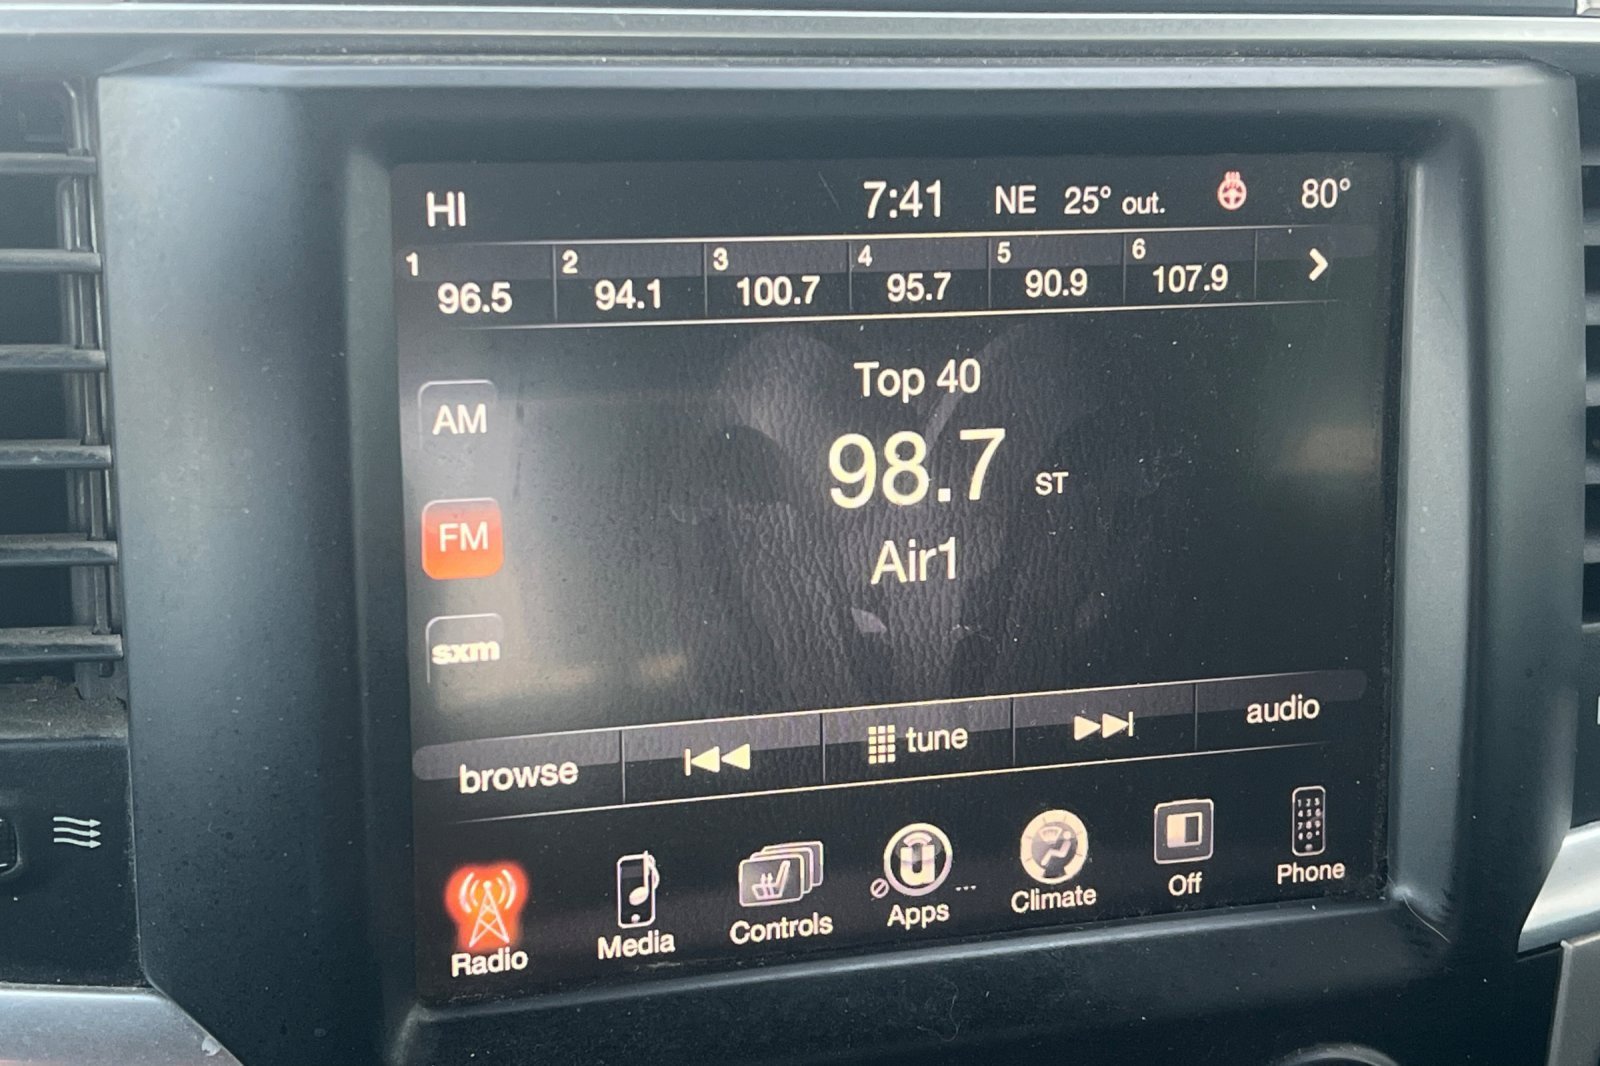 HI 7:41 NE 25° out. 80°
1 2 3 4 5 6
96.5 94.1 100.7 95.7 90.9 107.9
Top 40
AM
98.7 ST
FM
Air1
sxm
browse tune audio
Radio Media Controls Apps Climate Off Phone